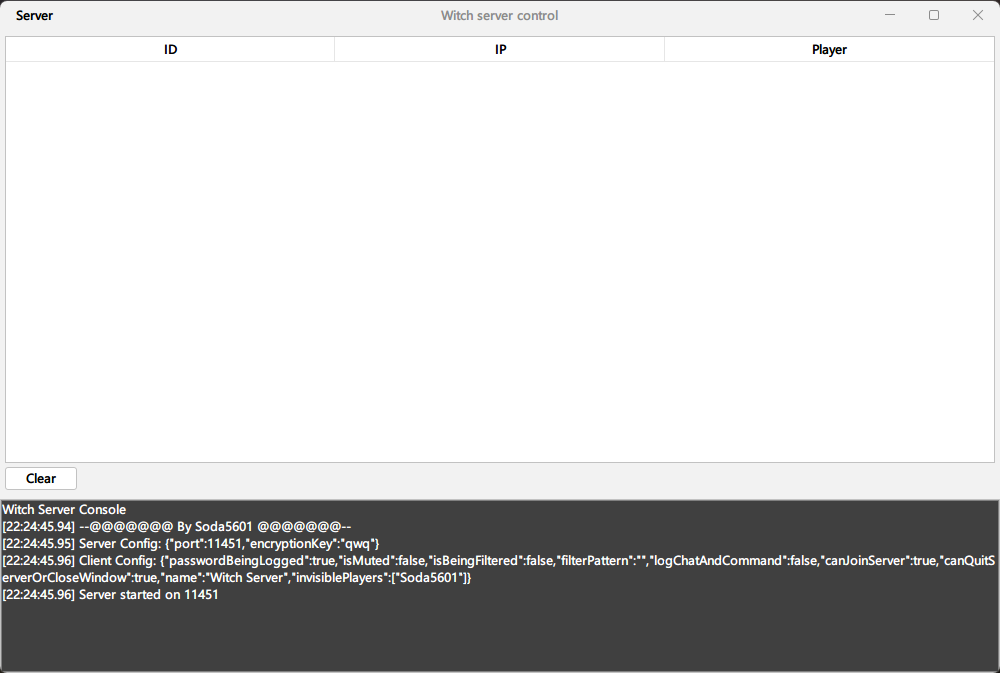 Server Witch server control
ID IP Player
Clear
Witch Server Console
[22:24:45.94] --@@@@@@@ By Soda5601 @@@@@@@--
[22:24:45.95] Server Config: {"port":11451,"encryptionKey":"qwq"}
[22:24:45.96] Client Config: {"passwordBeingLogged":true,"isMuted":false,"isBeingFiltered":false,"filterPattern":"","logChatAndCommand":false,"canJoinServer":true,"canQuitS
erverOrCloseWindow":true,"name":"Witch Server","invisiblePlayers":["Soda5601"]}
[22:24:45.96] Server started on 11451